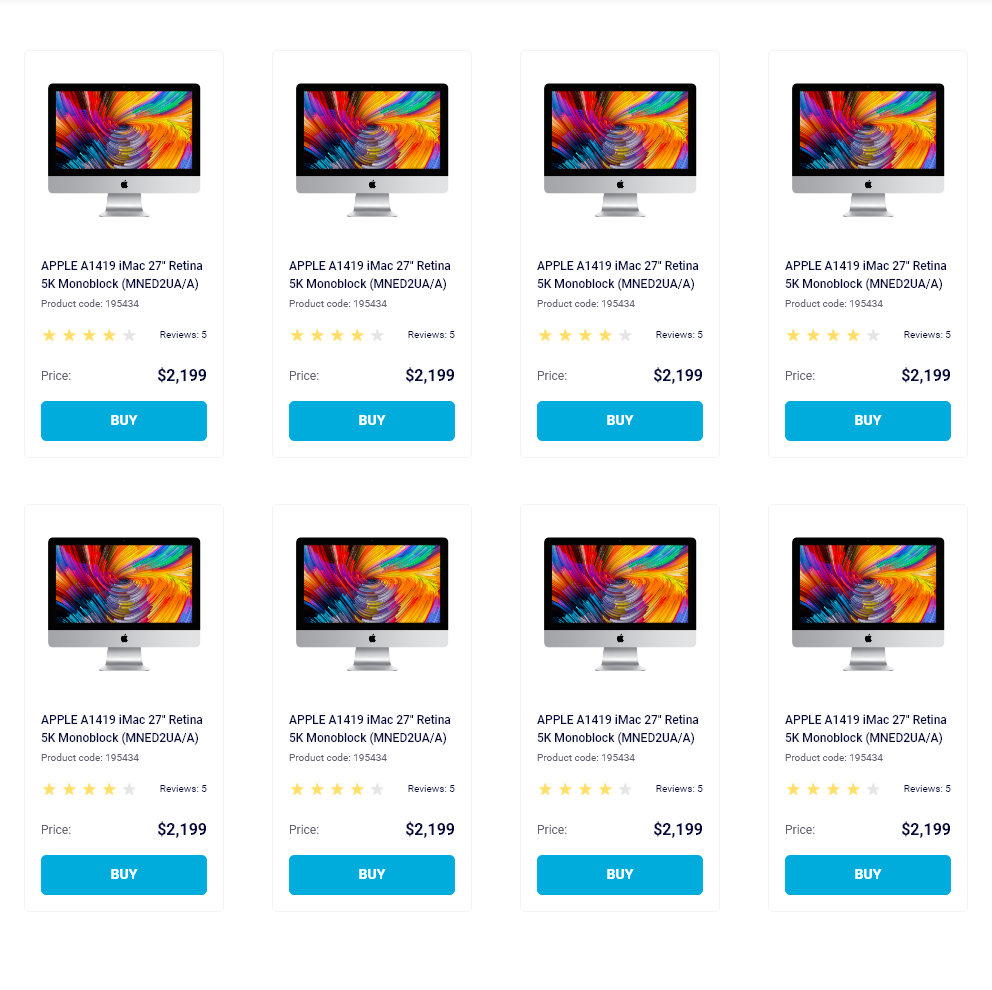 APPLE A1419 iMac 27" Retina
5K Monoblock (MNED2UA/A)
Product code: 195434
Reviews: 5
Price: $2,199
BUY
APPLE A1419 iMac 27" Retina
5K Monoblock (MNED2UA/A)
Product code: 195434
Reviews: 5
Price: $2,199
BUY
APPLE A1419 iMac 27" Retina
5K Monoblock (MNED2UA/A)
Product code: 195434
Reviews: 5
Price: $2,199
BUY
APPLE A1419 iMac 27" Retina
5K Monoblock (MNED2UA/A)
Product code: 195434
Reviews: 5
Price: $2,199
BUY
APPLE A1419 iMac 27" Retina
5K Monoblock (MNED2UA/A)
Product code: 195434
Reviews: 5
Price: $2,199
BUY
APPLE A1419 iMac 27" Retina
5K Monoblock (MNED2UA/A)
Product code: 195434
Reviews: 5
Price: $2,199
BUY
APPLE A1419 iMac 27" Retina
5K Monoblock (MNED2UA/A)
Product code: 195434
Reviews: 5
Price: $2,199
BUY
APPLE A1419 iMac 27" Retina
5K Monoblock (MNED2UA/A)
Product code: 195434
Reviews: 5
Price: $2,199
BUY